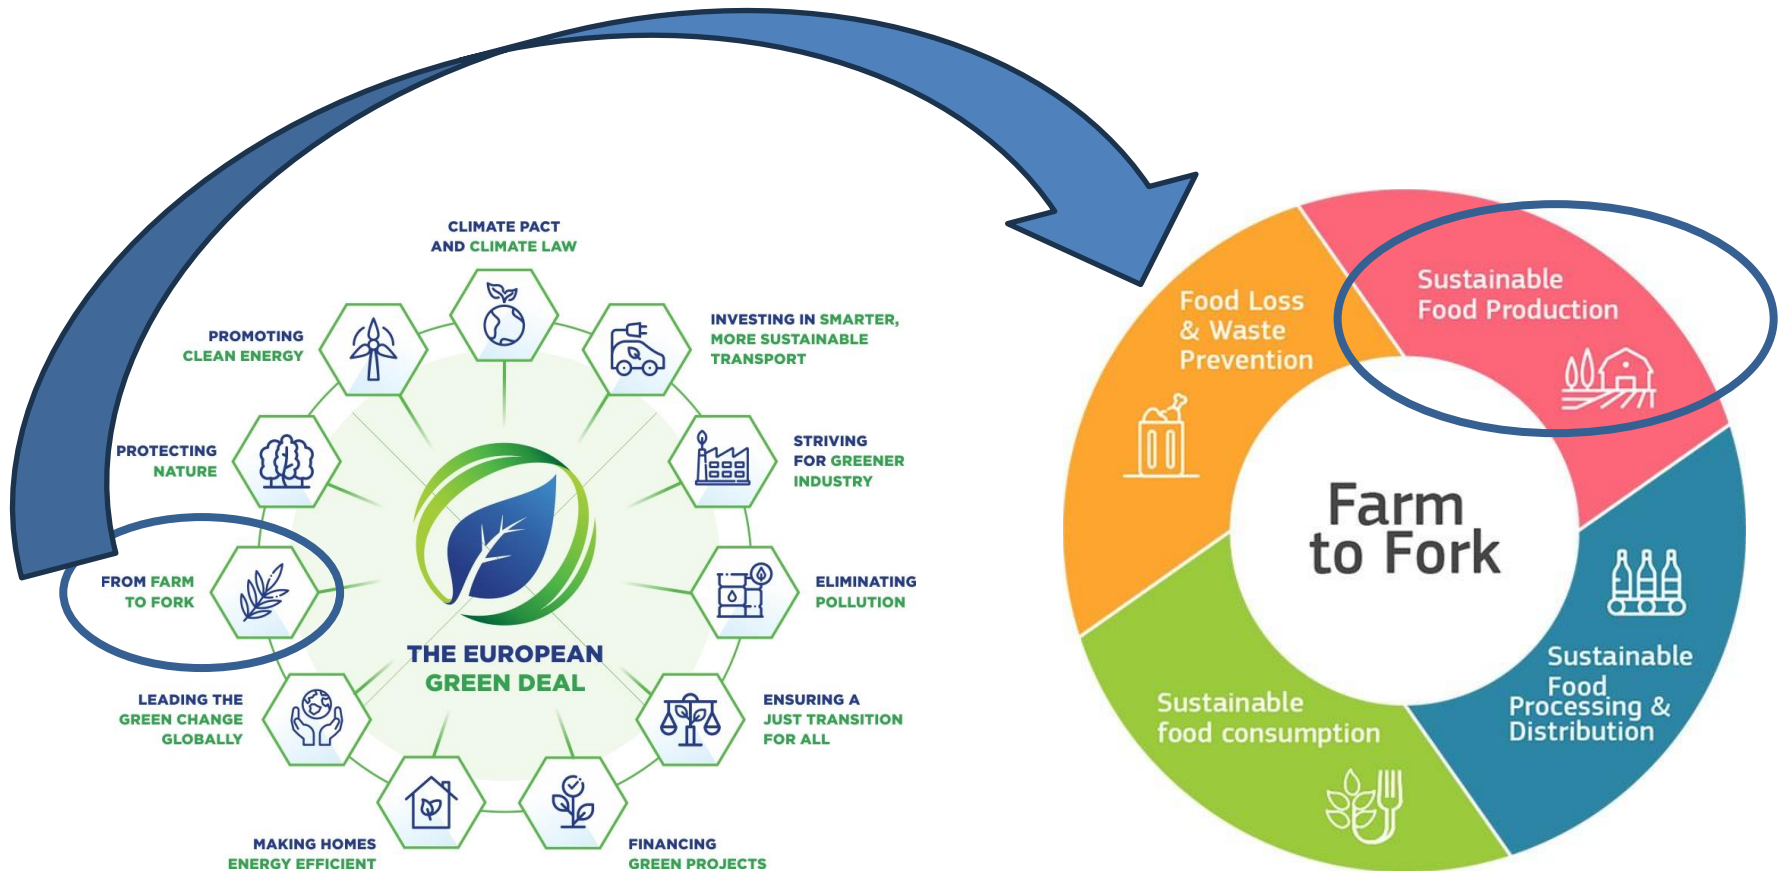 CLIMATE PACT
AND CLIMATE LAW
PROMOTING
CLEAN ENERGY
INVESTING IN SMARTER,
MORE SUSTAINABLE
TRANSPORT
PROTECTING
NATURE
STRIVING
FOR GREENER
INDUSTRY
FROM FARM
TO FORK
ELIMINATING
POLLUTION
THE EUROPEAN
GREEN DEAL
LEADING THE
GREEN CHANGE
GLOBALLY
ENSURING A
JUST TRANSITION
FOR ALL
MAKING HOMES
ENERGY EFFICIENT
FINANCING
GREEN PROJECTS
Food Loss
& Waste
Prevention
Sustainable
Food Production
Farm
to Fork
Sustainable
Food
Processing &
Distribution
Sustainable
food consumption